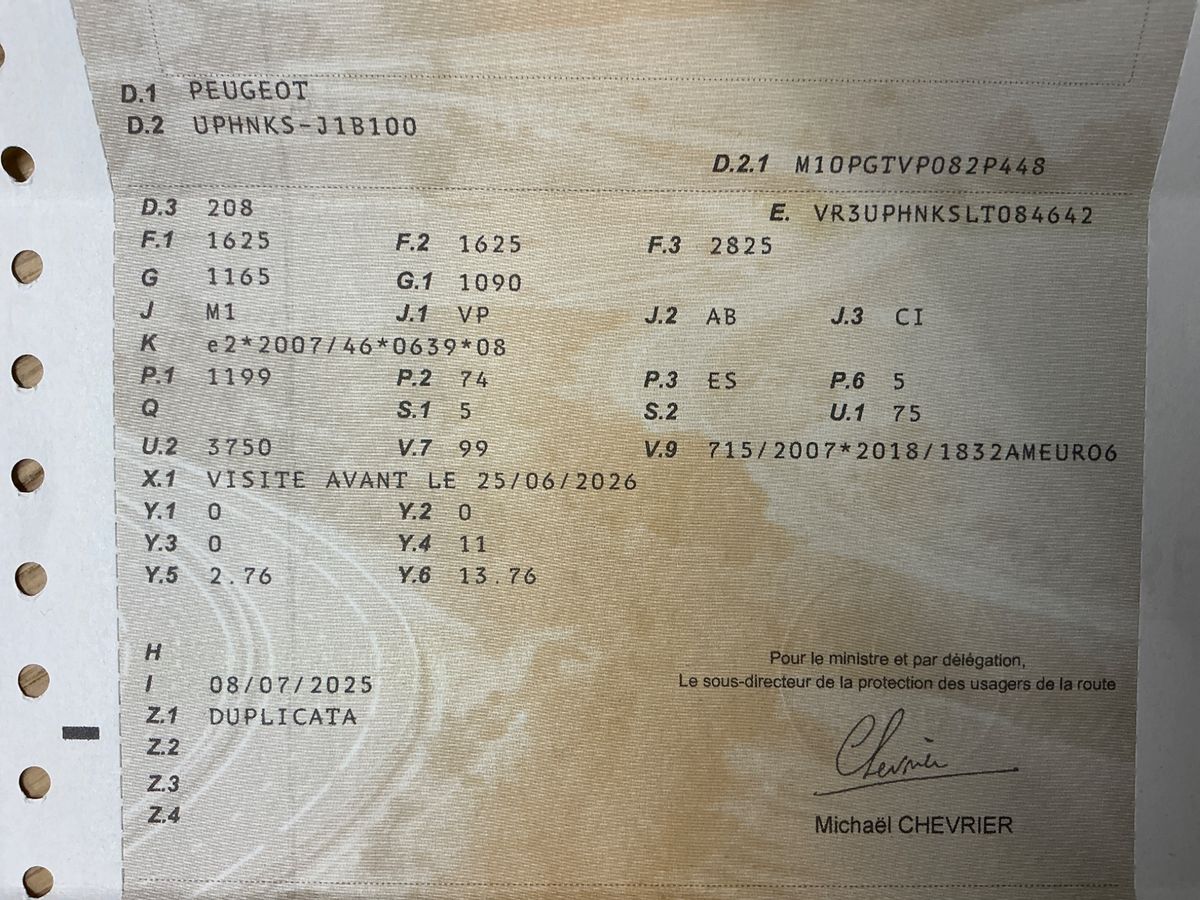 D.1 PEUGEOT
D.2 UPHNKS-J1B100
D.2.1 M10PGTVP082P448
D.3 208 E. VR3UPHNKSLT084642
F.1 1625 F.2 1625 F.3 2825
G 1165 G.1 1090
J M1 J.1 VP J.2 AB J.3 CI
K e2*2007/46*0639*08
P.1 1199 P.2 74 P.3 ES P.6 5
Q S.1 5 S.2 U.1 75
U.2 3750 V.7 99 V.9 715/2007*2018/1832AMEURO6
X.1 VISITE AVANT LE 25/06/2026
Y.1 0 Y.2 0
Y.3 0 Y.4 11
Y.5 2.76 Y.6 13.76
H
I 08/07/2025
Z.1 DUPLICATA
Z.2
Z.3
Z.4
Pour le ministre et par délégation,
Le sous-directeur de la protection des usagers de la route
Chevrier
Michaël CHEVRIER